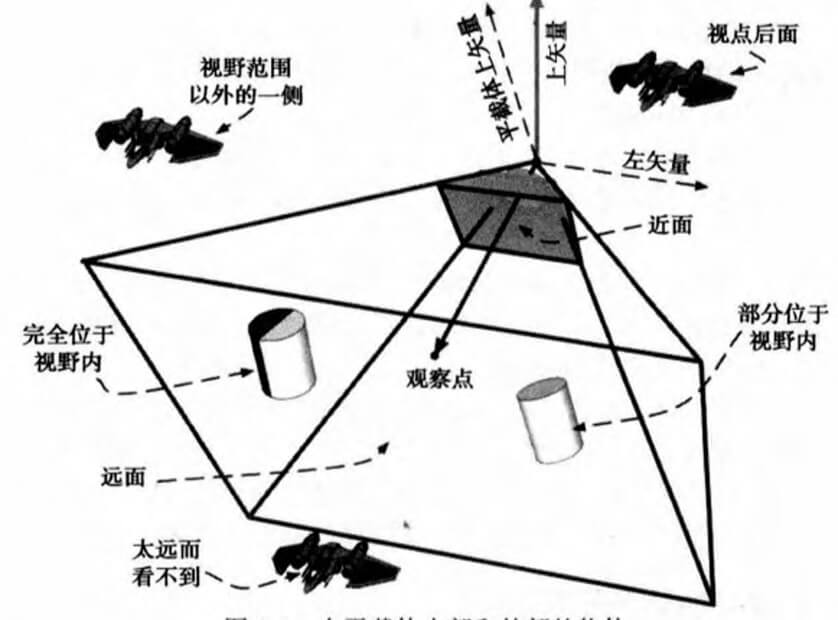 视野范围
以外的一侧
平截体上矢量
上矢量
视点后面
左矢量
近面
完全位于
视野内
部分位于
视野内
观察点
远面
太远而
看不到